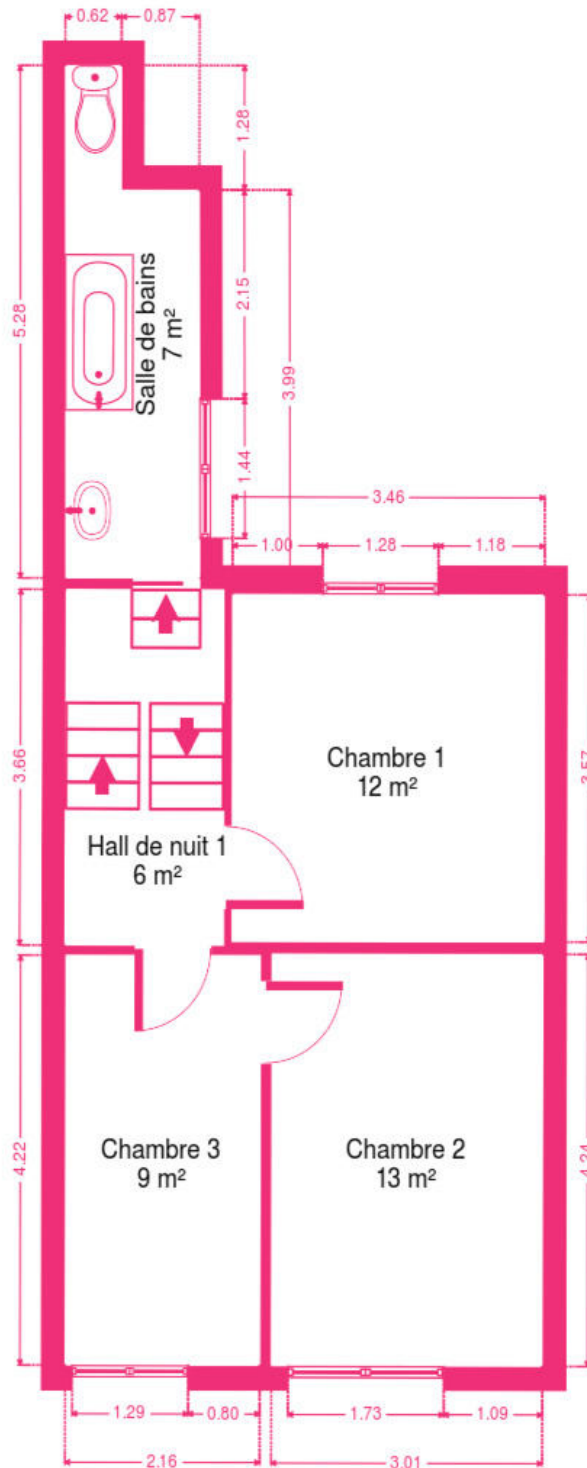 0.62
0.87
1.28
5.28
2.15
Salle de bains
7 m²
3.99
1.44
3.46
1.00
1.28
1.18
3.66
3.57
Chambre 1
12 m²
Hall de nuit 1
6 m²
4.22
Chambre 3
9 m²
Chambre 2
13 m²
4.24
1.29
0.80
1.73
1.09
2.16
3.01